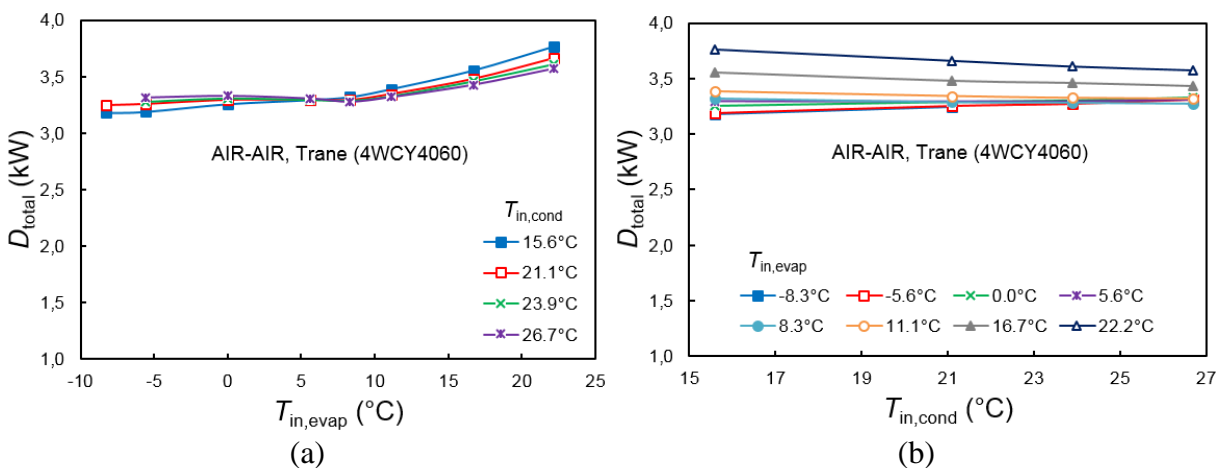 4,0
3,5
3,0
2,5
2,0
1,5
1,0
D_total (kW)
AIR-AIR, Trane (4WCY4060)
T_in,cond
15.6°C
21.1°C
23.9°C
26.7°C
-10 -5 0 5 10 15 20 25
T_in,evap (°C)
(a)
4,0
3,5
3,0
2,5
2,0
1,5
1,0
D_total (kW)
AIR-AIR, Trane (4WCY4060)
T_in,evap
-8.3°C -5.6°C 0.0°C 5.6°C
8.3°C 11.1°C 16.7°C 22.2°C
15 17 19 21 23 25 27
T_in,cond (°C)
(b)